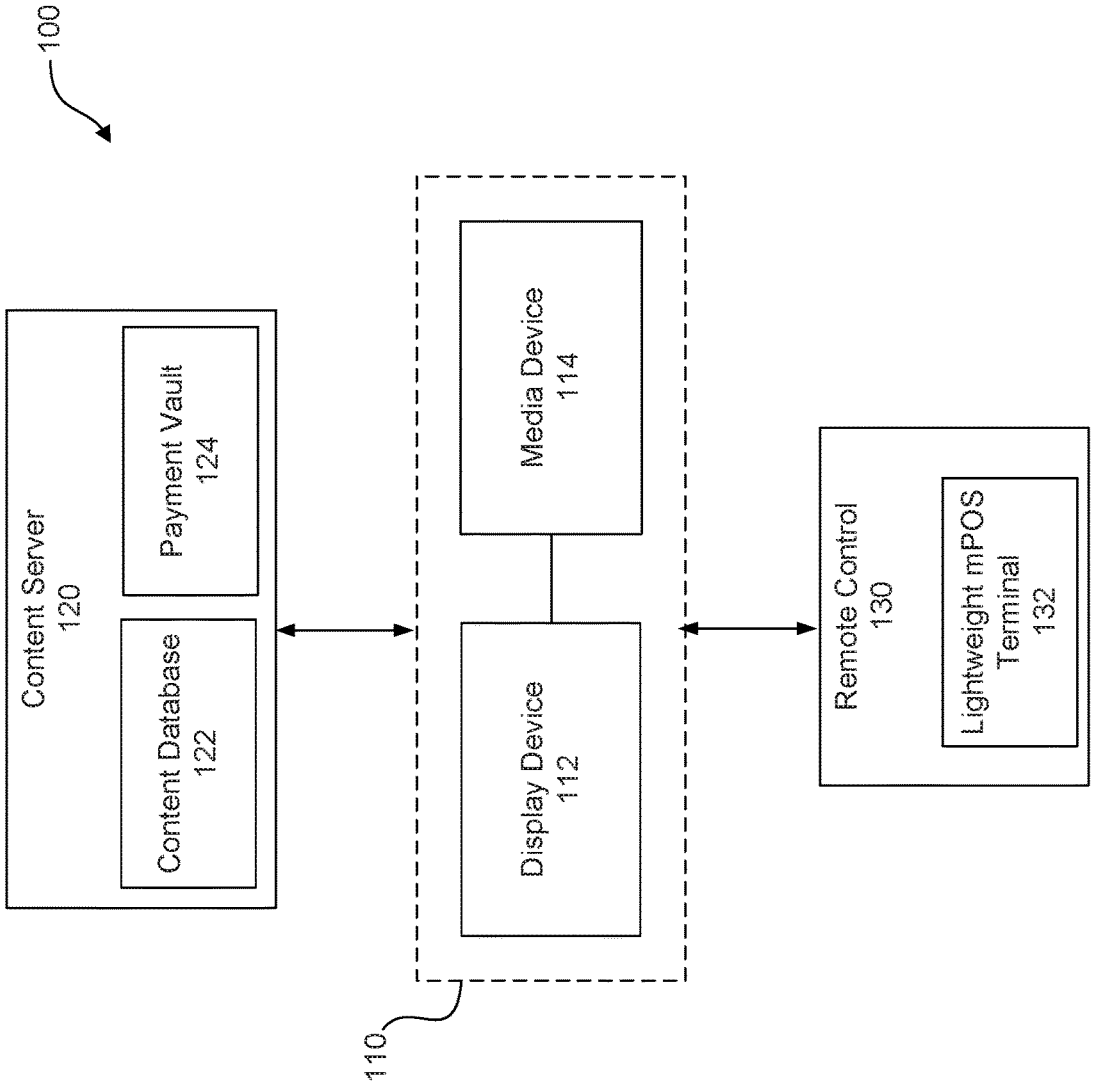 100
Content Server
120
Content Database
122
Payment Vault
124
110
Display Device
112
Media Device
114
Remote Control
130
Lightweight mPOS
Terminal
132